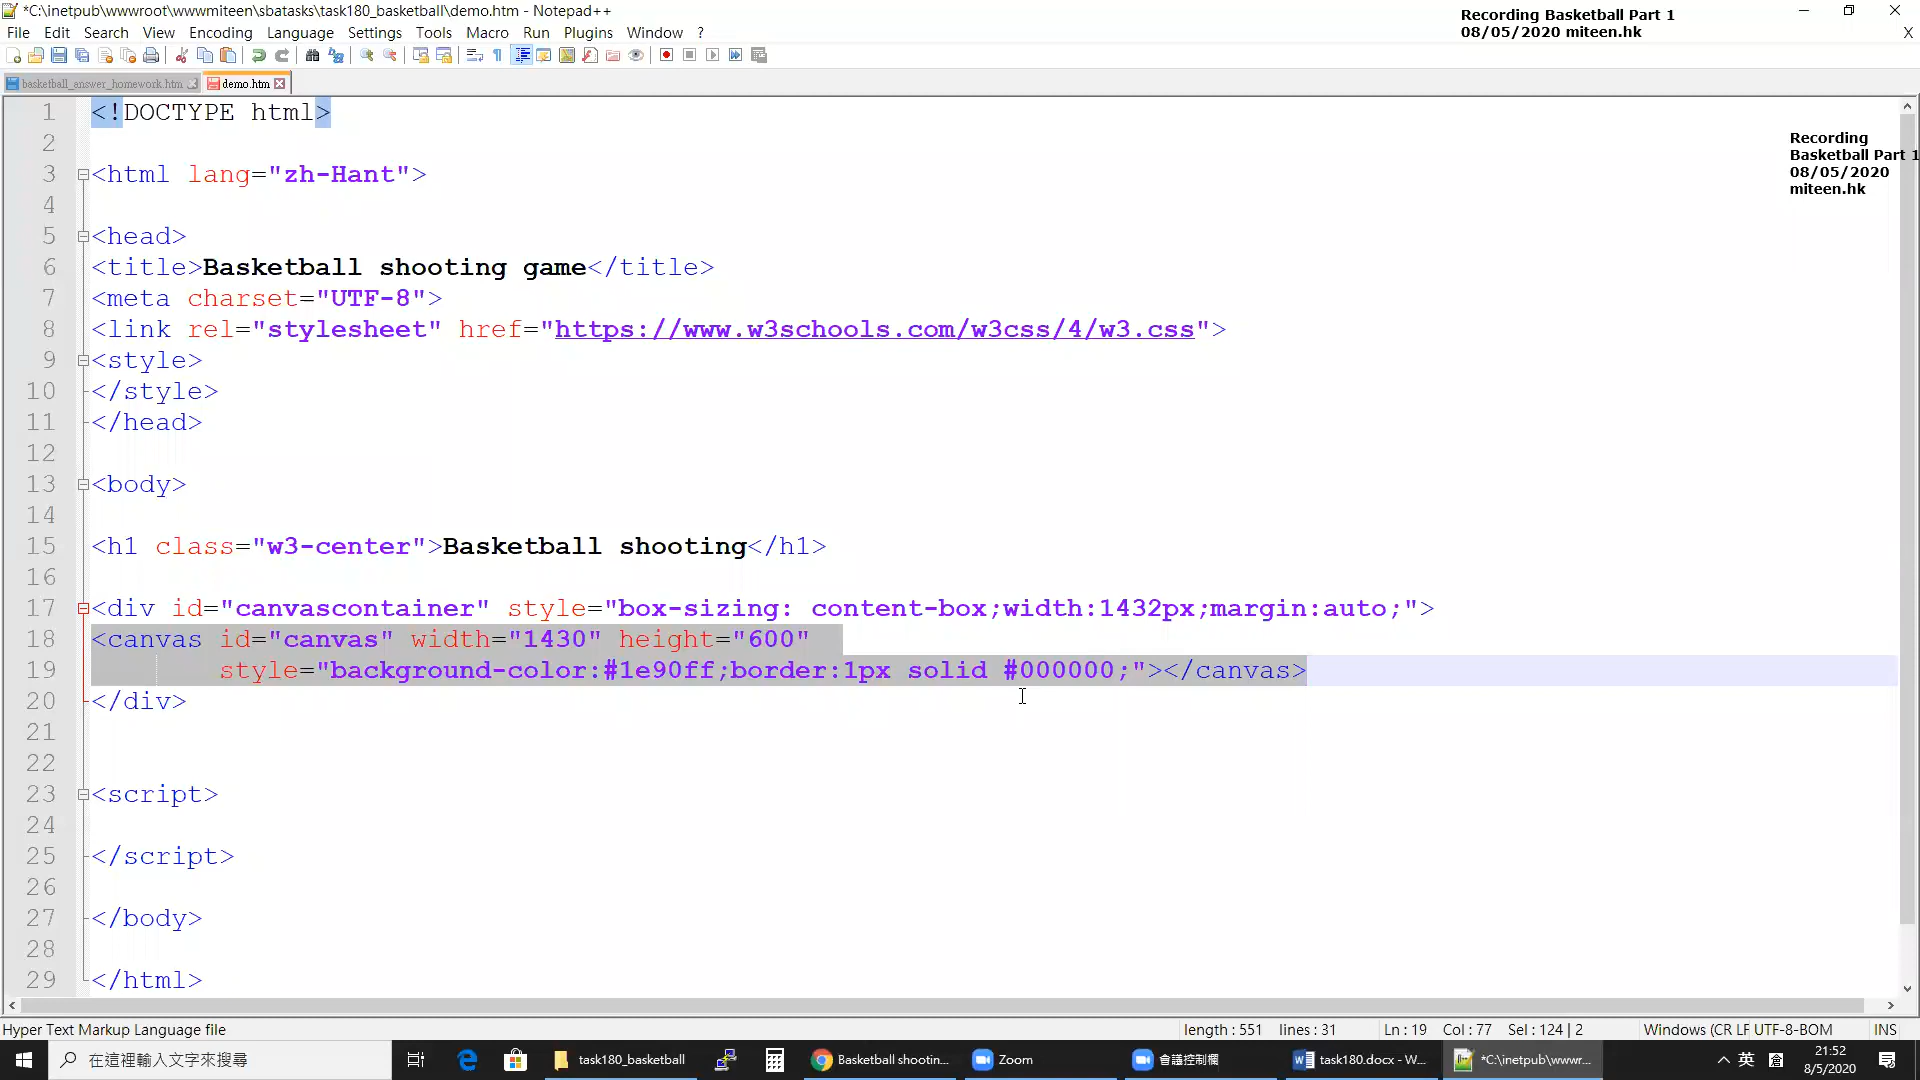 *C:\inetpub\wwwroot\wwwmiteen\sbatasks\task180_basketball\demo.htm - Notepad++
Recording Basketball Part 1
08/05/2020 miteen.hk
File Edit Search View Encoding Language Settings Tools Macro Run Plugins Window ? X
basketball_answer_homework.htm demo.htm
1 <!DOCTYPE html>
2
3 <html lang="zh-Hant">
4
5 <head>
6 <title>Basketball shooting game</title>
7 <meta charset="UTF-8">
8 <link rel="stylesheet" href="https://www.w3schools.com/w3css/4/w3.css">
9 <style>
10 </style>
11 </head>
12
13 <body>
14
15 <h1 class="w3-center">Basketball shooting</h1>
16
17 <div id="canvascontainer" style="box-sizing: content-box;width:1432px;margin:auto;">
18 <canvas id="canvas" width="1430" height="600"
19 style="background-color:#1e90ff;border:1px solid #000000;"></canvas>
20 </div>
21
22
23 <script>
24
25 </script>
26
27 </body>
28
29 </html>
Recording
Basketball Part 1
08/05/2020
miteen.hk
Hyper Text Markup Language file length : 551 lines : 31 Ln : 19 Col : 77 Sel : 124 | 2 Windows (CR LF UTF-8-BOM INS
在這裡輸入文字來搜尋 task180_basketball Basketball shootin... Zoom 會議控制欄 task180.docx - W... *C:\inetpub\wwwr... 英 倉 21:52
8/5/2020